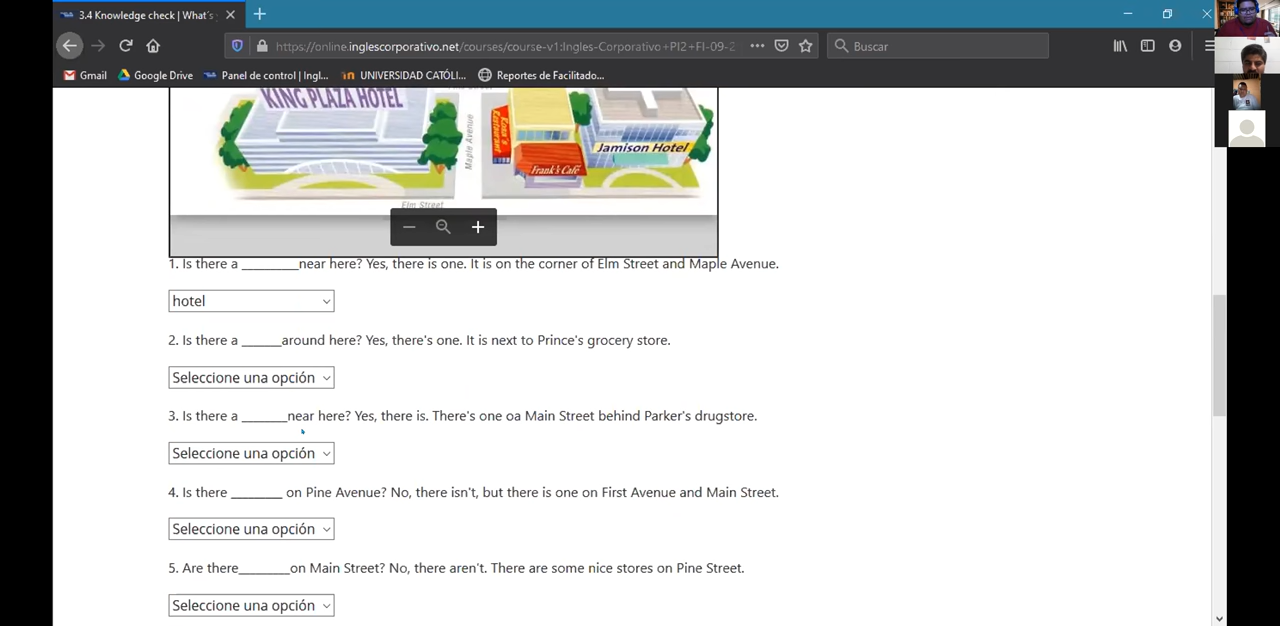 3.4 Knowledge check | What's
https://online.inglescorporativo.net/courses/course-v1:Ingles-Corporativo+PI2+FI-09-2
Buscar
Gmail
Google Drive
Panel de control | Ingl...
UNIVERSIDAD CATÓLI...
Reportes de Facilitado...
KING PLAZA HOTEL
Maple Avenue
Restaurant
Jamison Hotel
Frank's Café
Elm Street
1. Is there a _________near here? Yes, there is one. It is on the corner of Elm Street and Maple Avenue.
hotel
2. Is there a ______around here? Yes, there's one. It is next to Prince's grocery store.
Seleccione una opción
3. Is there a _______near here? Yes, there is. There's one oa Main Street behind Parker's drugstore.
Seleccione una opción
4. Is there ________ on Pine Avenue? No, there isn't, but there is one on First Avenue and Main Street.
Seleccione una opción
5. Are there________on Main Street? No, there aren't. There are some nice stores on Pine Street.
Seleccione una opción